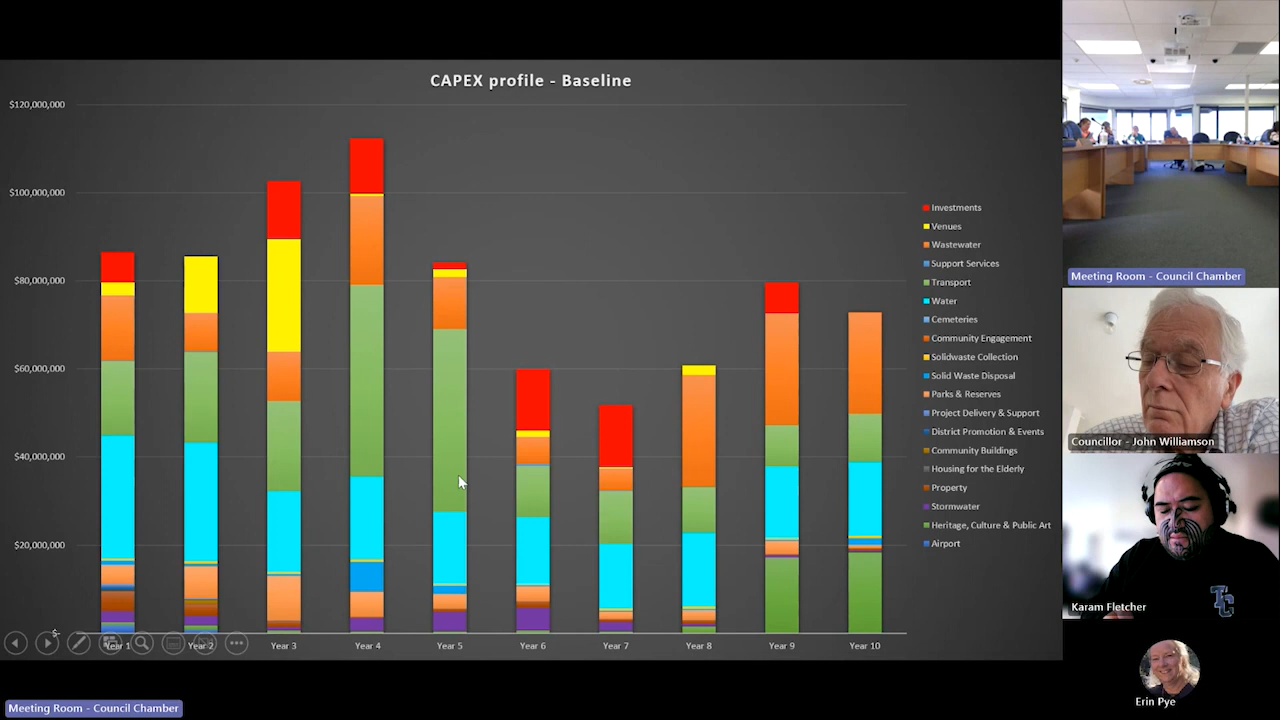 CAPEX profile - Baseline
$120,000,000
$100,000,000
$80,000,000
$60,000,000
$40,000,000
$20,000,000
$-
Year 1
Year 2
Year 3
Year 4
Year 5
Year 6
Year 7
Year 8
Year 9
Year 10
Investments
Venues
Wastewater
Support Services
Transport
Water
Cemeteries
Community Engagement
Solidwaste Collection
Solid Waste Disposal
Parks & Reserves
Project Delivery & Support
District Promotion & Events
Community Buildings
Housing for the Elderly
Property
Stormwater
Heritage, Culture & Public Art
Airport
Meeting Room - Council Chamber
Councillor - John Williamson
Karam Fletcher
Erin Pye
Meeting Room - Council Chamber